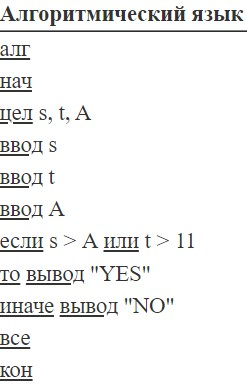 Алгоритмический язык
алг
нач
цел s, t, A
ввод s
ввод t
ввод A
если s > A или t > 11
то вывод "YES"
иначе вывод "NO"
все
кон